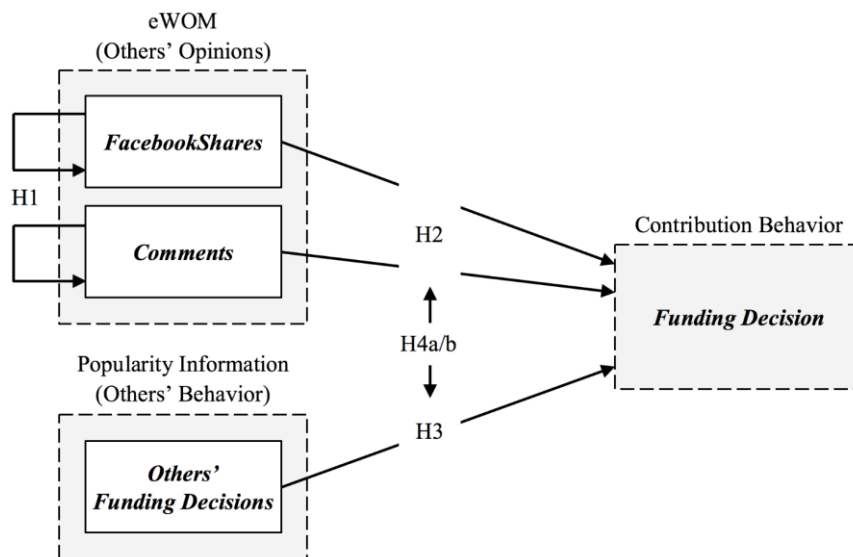 eWOM
(Others’ Opinions)
FacebookShares
H1
Comments
H2
Contribution Behavior
Funding Decision
H4a/b
Popularity Information
(Others’ Behavior)
H3
Others’
Funding Decisions